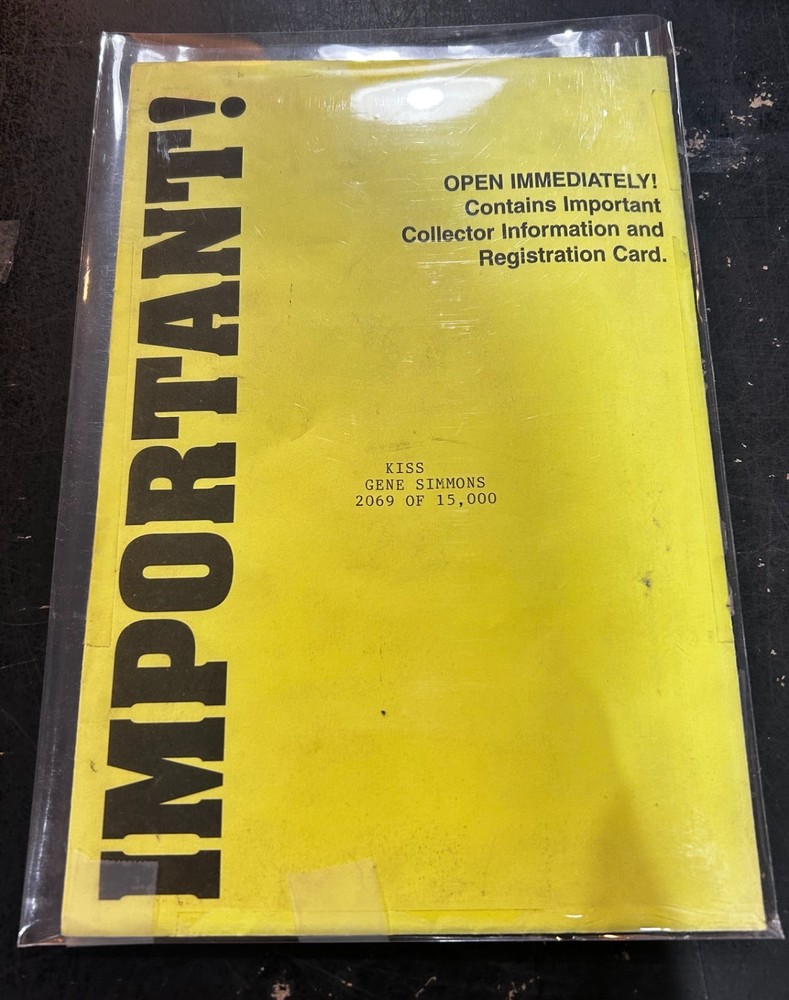 IMPORTANT!
OPEN IMMEDIATELY!
Contains Important
Collector Information and
Registration Card.
KISS
GENE SIMMONS
2069 OF 15,000